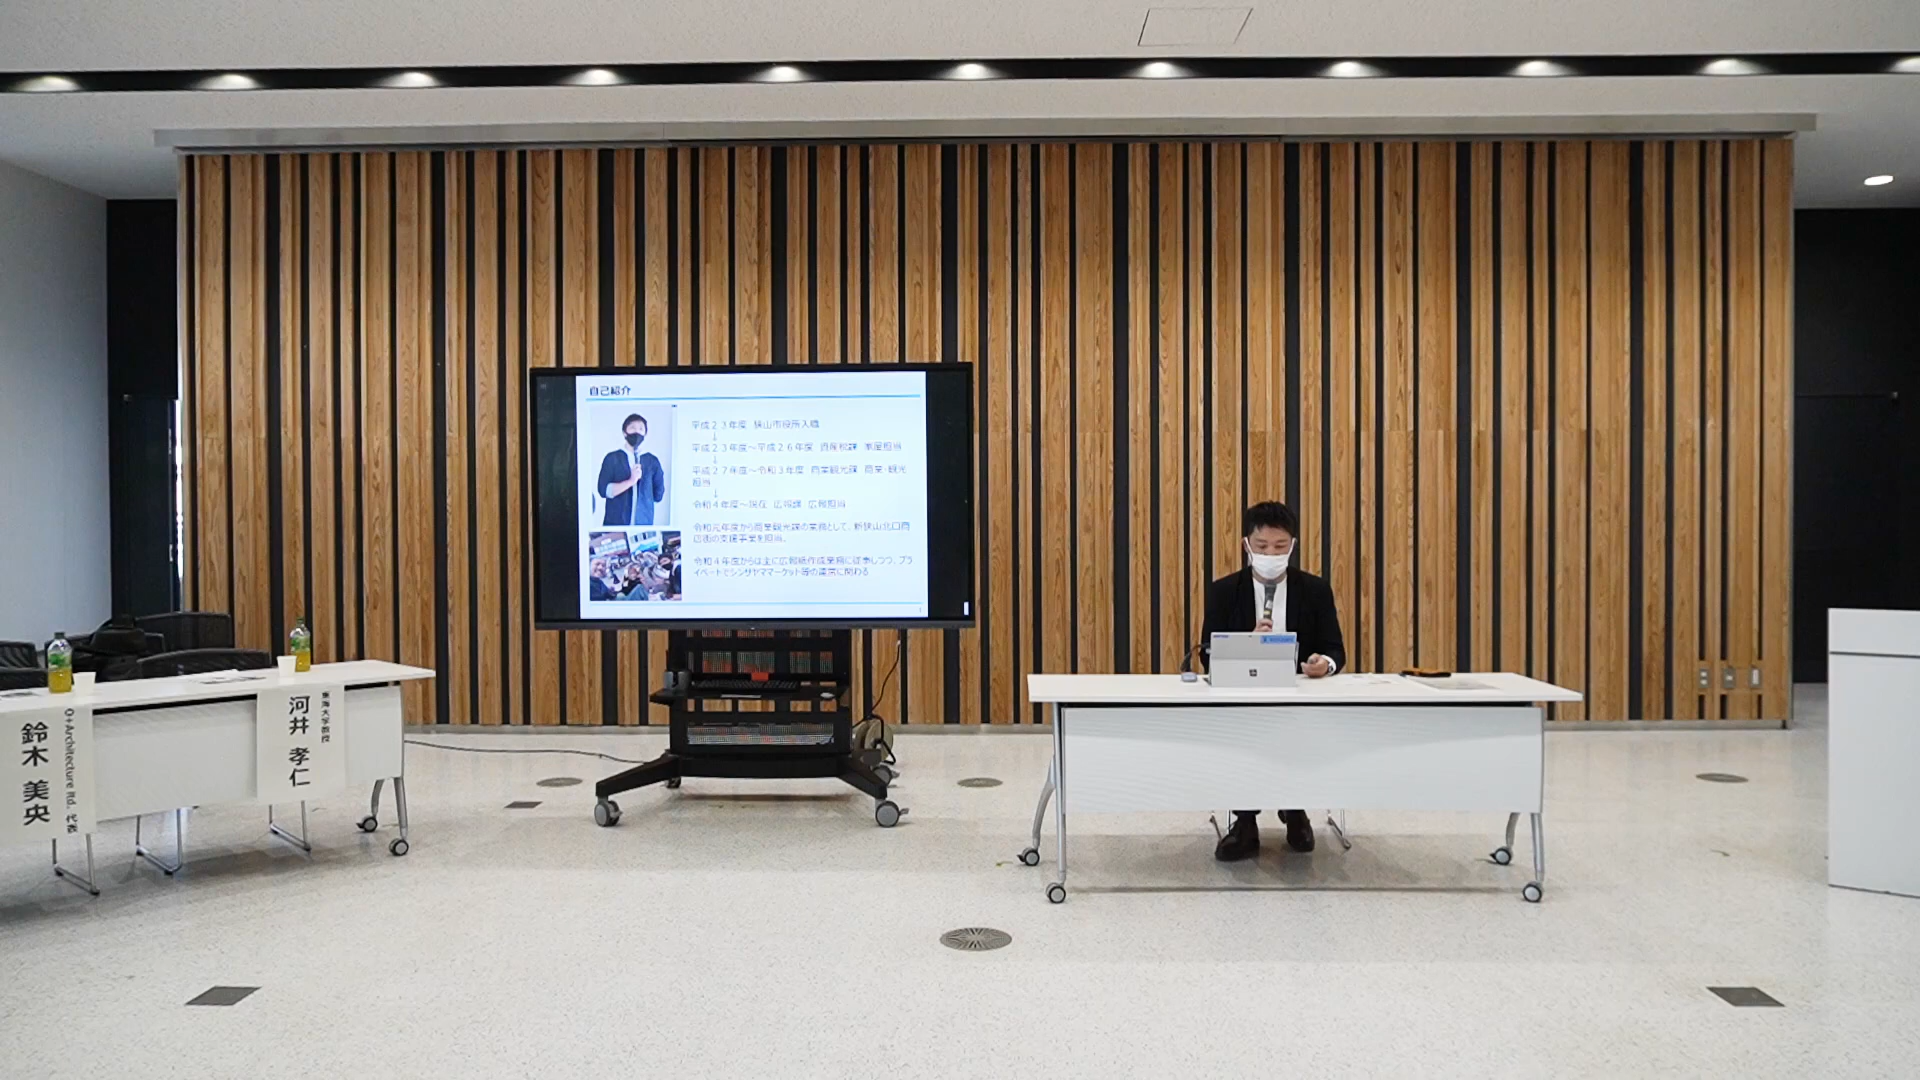 自己紹介
平成23年度 狭山市役所入職
↓
平成23年度～平成26年度 資産税課 家屋担当
↓
平成27年度～令和3年度 商業観光課 商業・観光
担当
↓
令和4年度～現在 広報課 広報担当
令和元年度から商業観光課の業務として、新狭山北口商
店街の支援事業を担当。
令和4年度からは主に広報紙作成業務に従事しつつ、プラ
イベートでシンサヤママーケット等の運営に関わる
東海大学教授
河井 孝仁
O+Architecture ltd. 代表
鈴木 美央